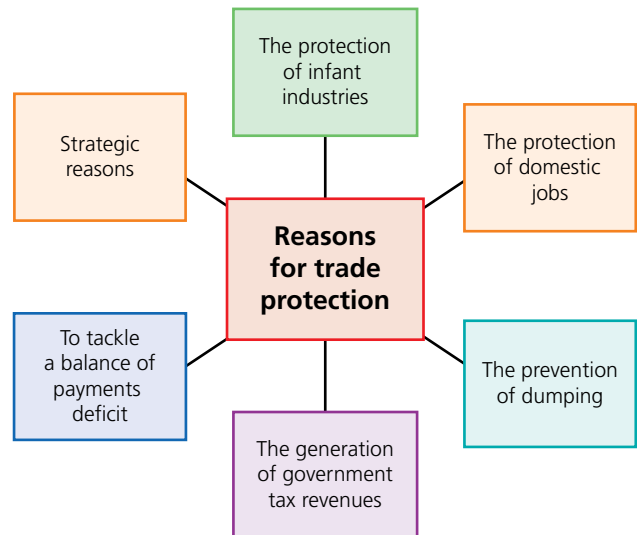 The protection
of infant
industries
Strategic
reasons
The protection
of domestic
jobs
Reasons
for trade
protection
To tackle
a balance of
payments
deficit
The prevention
of dumping
The generation
of government
tax revenues